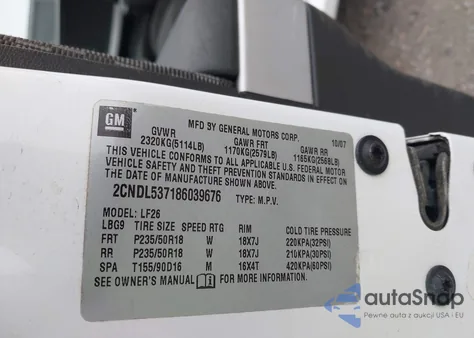 GM
MFD BY GENERAL MOTORS CORP. 10/07
GVWR GAWR FRT GAWR RR
2320KG(5114LB) 1170KG(2579LB) 1165KG(2568LB)
THIS VEHICLE CONFORMS TO ALL APPLICABLE U.S. FEDERAL MOTOR
VEHICLE SAFETY AND THEFT PREVENTION STANDARDS IN EFFECT ON
THE DATE OF MANUFACTURE SHOWN ABOVE.
2CNDL537186039676 TYPE: M.P.V.
MODEL: LF26
LBG9 TIRE SIZE SPEED RTG RIM COLD TIRE PRESSURE
FRT P235/50R18 W 18X7J 220KPA(32PSI)
RR P235/50R18 W 18X7J 210KPA(30PSI)
SPA T155/90D16 M 16X4T 420KPA(60PSI)
SEE OWNER'S MANUAL FOR MORE INFORMATION.
autaSnap
Pewne auta z aukcji USA i EU